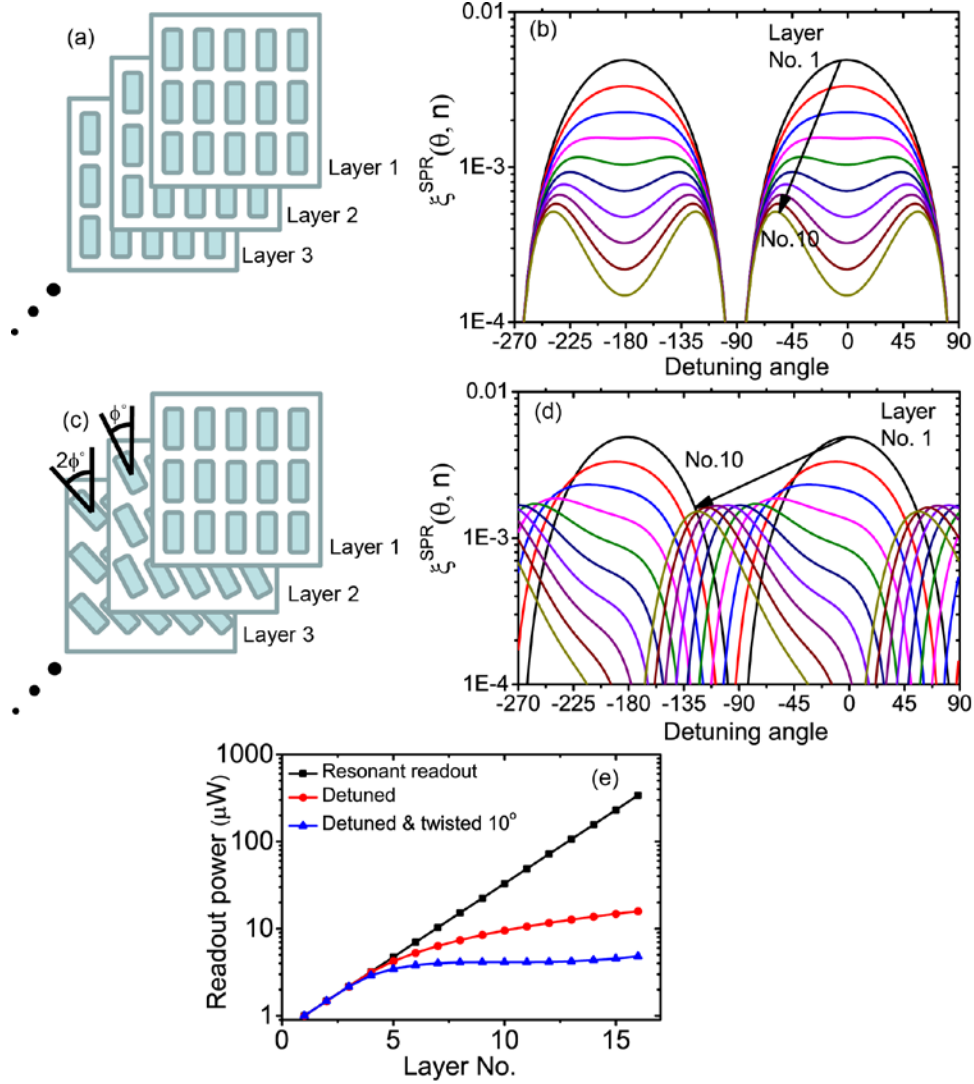 (a)
Layer 1
Layer 2
Layer 3
(b)
Layer
No. 1
No.10
0.01
1E-3
1E-4
ξ^SPR(θ, n)
-270 -225 -180 -135 -90 -45 0 45 90
Detuning angle
(c)
ϕ°
2ϕ°
Layer 1
Layer 2
Layer 3
(d)
Layer
No. 1
No.10
0.01
1E-3
1E-4
ξ^SPR(θ, n)
-270 -225 -180 -135 -90 -45 0 45 90
Detuning angle
(e)
Resonant readout
Detuned
Detuned & twisted 10°
1000
100
10
1
Readout power (μW)
0 5 10 15
Layer No.